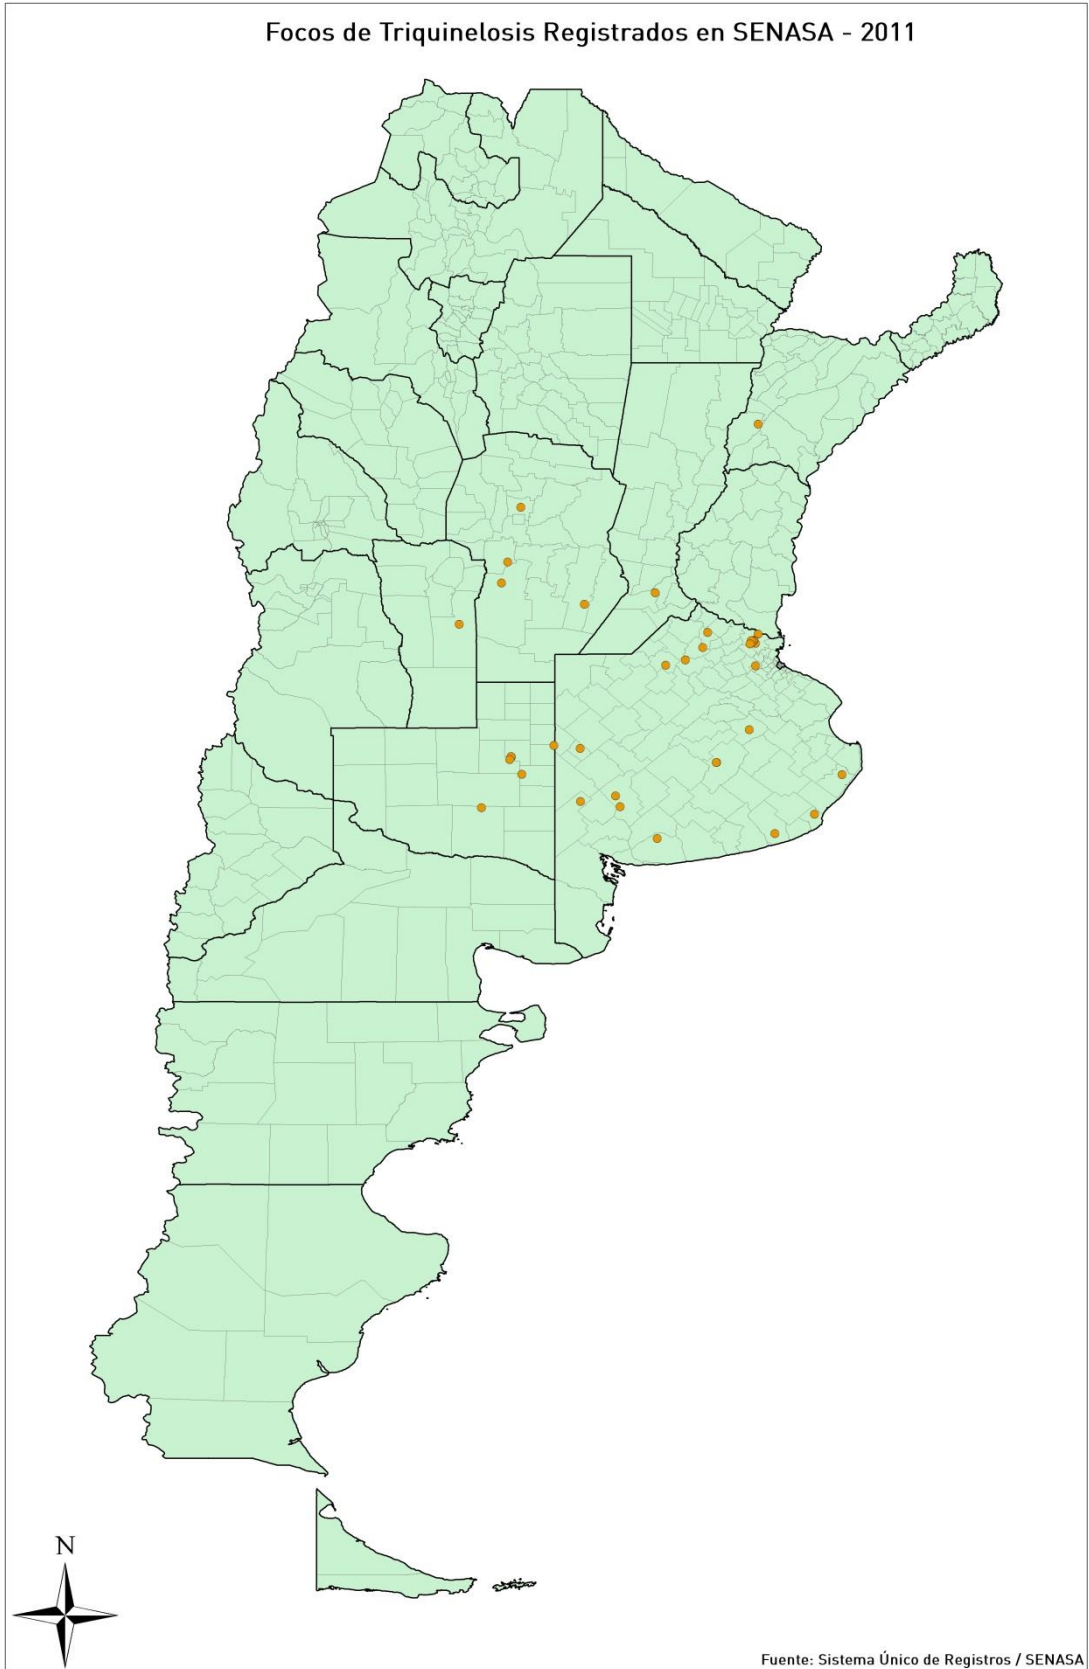 Focos de Triquinelosis Registrados en SENASA - 2011
N
Fuente: Sistema Único de Registros / SENASA